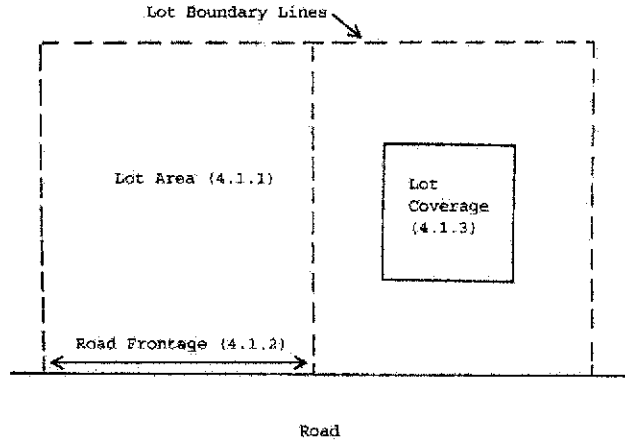 Lot Boundary Lines
Lot Area (4.1.1)
Lot
Coverage
(4.1.3)
Road Frontage (4.1.2)
Road